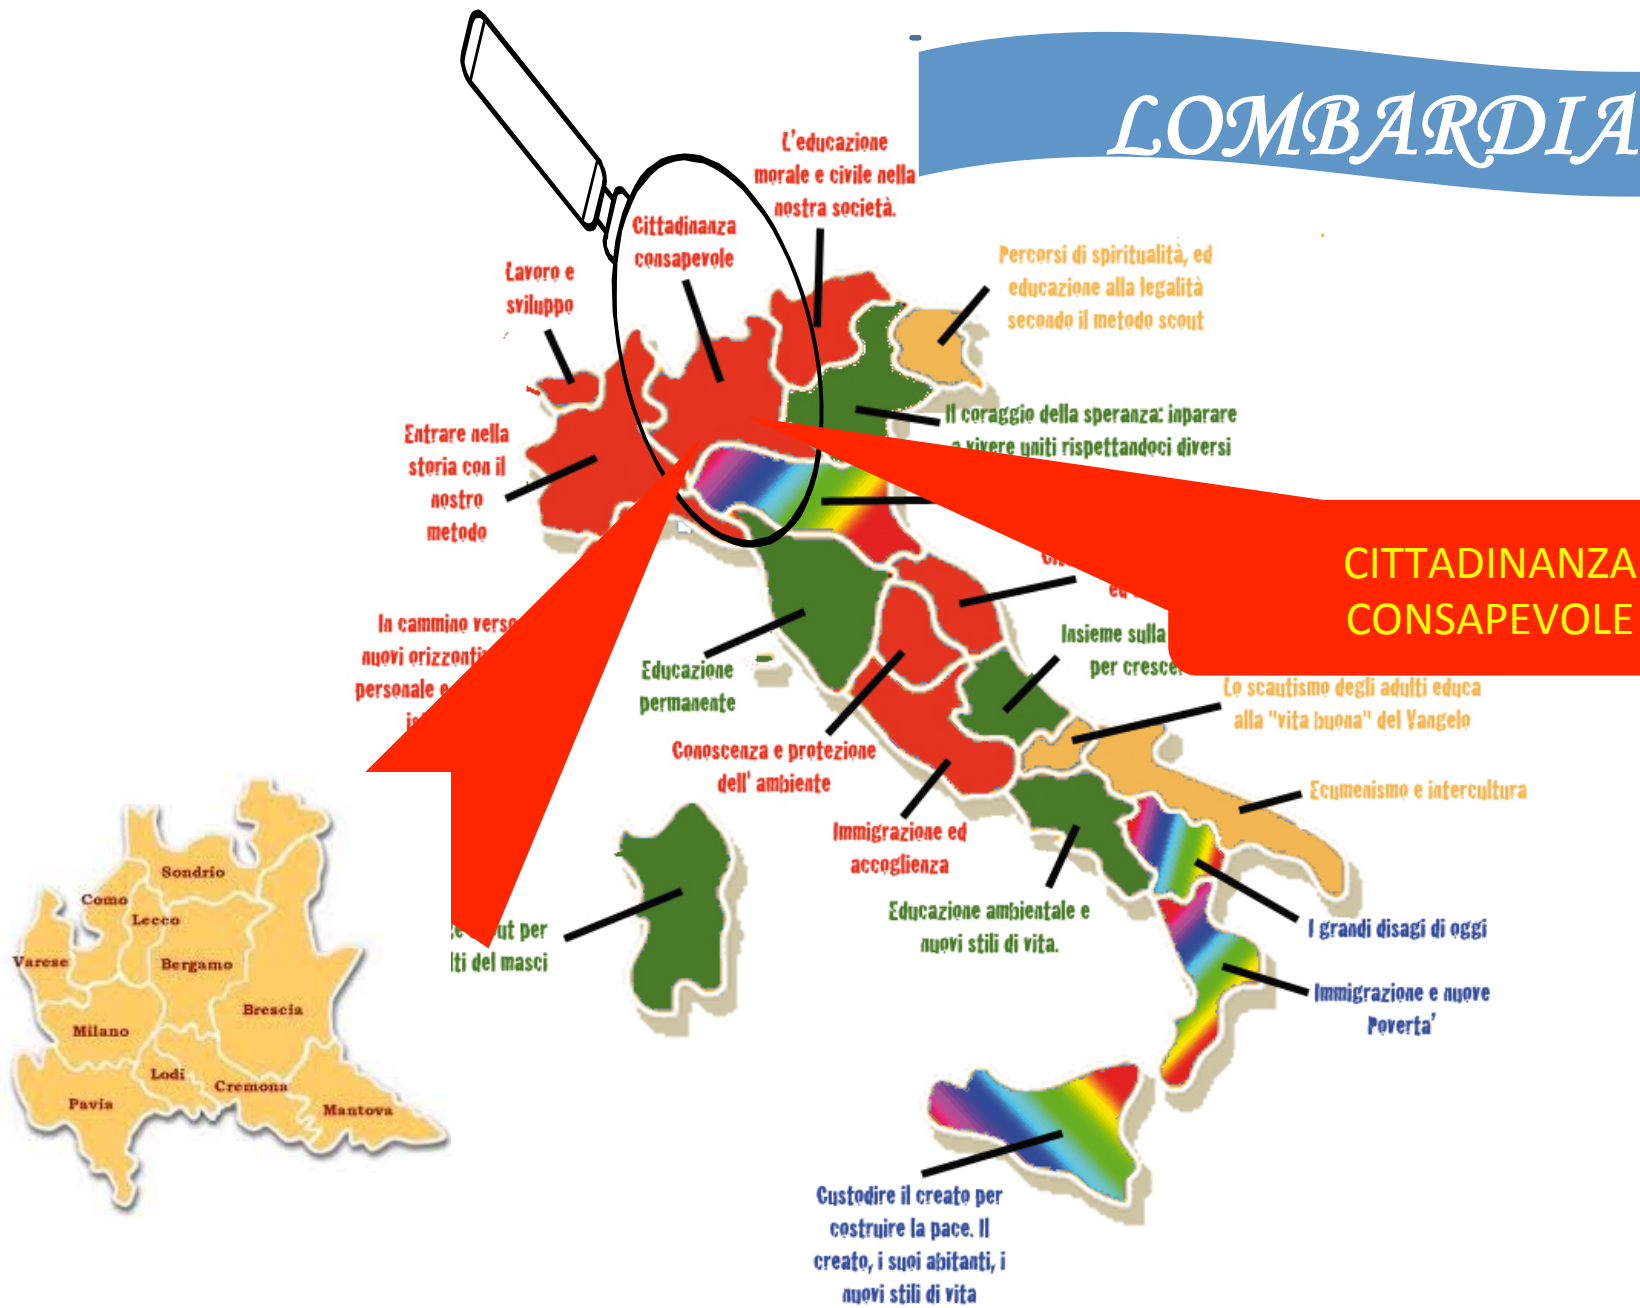 LOMBARDIA
L'educazione
morale e civile nella
nostra società.
Cittadinanza
consapevole
Lavoro e
sviluppo
Percorsi di spiritualità, ed
educazione alla legalità
secondo il metodo scout
Entrare nella
storia con il
nostro
metodo
Il coraggio della speranza: inparare
a vivere uniti rispettandoci diversi
CITTADINANZA
CONSAPEVOLE
ed
In cammino verso
nuovi orizzonti
personale e
Insieme sulla
per
Educazione
permanente
Lo scautismo degli adulti educa
alla "vita buona" del Vangelo
Conoscenza e protezione
dell' ambiente
Ecumenismo e intercultura
Immigrazione ed
accoglienza
Educazione ambientale e
nuovi stili di vita.
I grandi disagi di oggi
Immigrazione e nuove
Poverta'
per
del masci
Sondrio
Como
Lecco
Varese
Bergamo
Brescia
Milano
Lodi
Cremona
Pavia
Mantova
Custodire il creato per
costruire la pace. Il
creato, i suoi abitanti, i
nuovi stili di vita